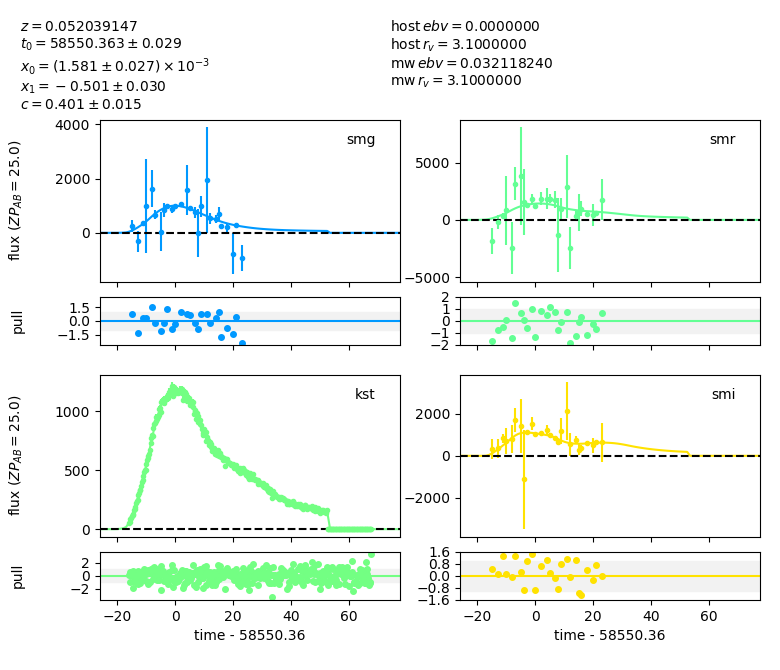 z = 0.052039147
t₀ = 58550.363 ± 0.029
x₀ = (1.581 ± 0.027) × 10⁻³
x₁ = −0.501 ± 0.030
c = 0.401 ± 0.015
host ebv = 0.0000000
host r_v = 3.1000000
mw ebv = 0.032118240
mw r_v = 3.1000000
flux (ZP_AB = 25.0)
4000
2000
0
smg
5000
0
−5000
smr
pull
1.5
0.0
−1.5
2
1
0
−1
−2
flux (ZP_AB = 25.0)
1000
500
0
kst
2000
0
−2000
smi
pull
2
0
−2
1.6
0.8
0.0
−0.8
−1.6
−20 0 20 40 60
−20 0 20 40 60
time - 58550.36
time - 58550.36